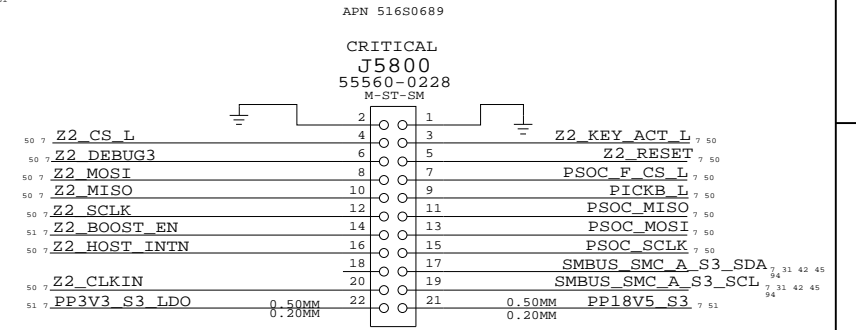 APN 516S0689
CRITICAL
J5800
55560-0228
M-ST-SM
2 1
50 7 Z2_CS_L 4 3 Z2_KEY_ACT_L 7 50
50 7 Z2_DEBUG3 6 5 Z2_RESET 7 50
50 7 Z2_MOSI 8 7 PSOC_F_CS_L 7 50
50 7 Z2_MISO 10 9 PICKB_L 7 50
50 7 Z2_SCLK 12 11 PSOC_MISO 7 50
51 7 Z2_BOOST_EN 14 13 PSOC_MOSI 7 50
50 7 Z2_HOST_INTN 16 15 PSOC_SCLK 7 50
18 17 SMBUS_SMC_A_S3_SDA 7 31 42 45
94
50 7 Z2_CLKIN 20 19 SMBUS_SMC_A_S3_SCL 7 31 42 45
94
51 7 PP3V3_S3_LDO 0.50MM 22 21 0.50MM PP18V5_S3 7 51
0.20MM 0.20MM